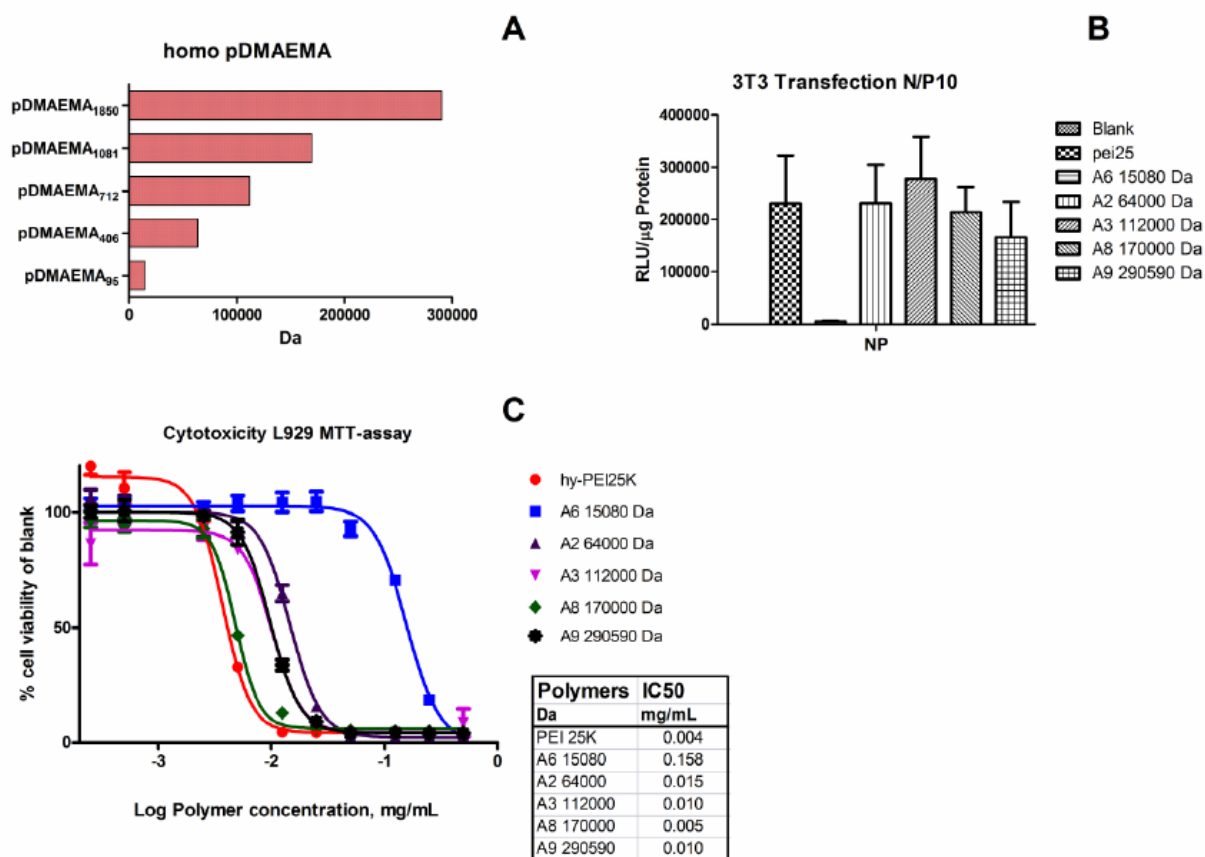 A
homo pDMAEMA
pDMAEMA1850
pDMAEMA1081
pDMAEMA712
pDMAEMA406
pDMAEMA95
0 100000 200000 300000
Da
B
3T3 Transfection N/P10
400000
300000
200000
100000
0
RLU/µg Protein
NP
Blank
pei25
A6 15080 Da
A2 64000 Da
A3 112000 Da
A8 170000 Da
A9 290590 Da
C
Cytotoxicity L929 MTT-assay
100
50
0
% cell viability of blank
-3 -2 -1 0
Log Polymer concentration, mg/mL
hy-PEI25K
A6 15080 Da
A2 64000 Da
A3 112000 Da
A8 170000 Da
A9 290590 Da
Polymers IC50
Da mg/mL
PEI 25K 0.004
A6 15080 0.158
A2 64000 0.015
A3 112000 0.010
A8 170000 0.005
A9 290590 0.010